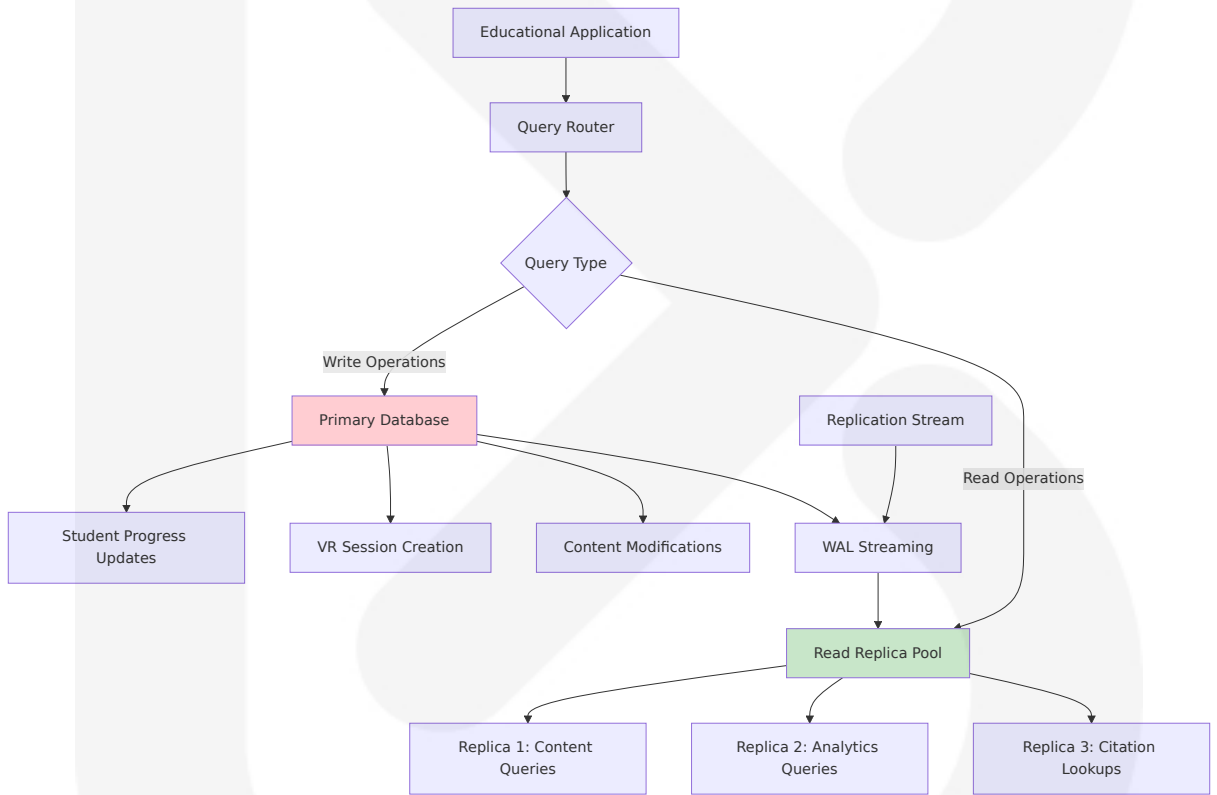 Educational Application
Query Router
Query Type
Write Operations
Primary Database
Replication Stream
Read Operations
Student Progress
Updates
VR Session Creation
Content Modifications
WAL Streaming
Read Replica Pool
Replica 1: Content
Queries
Replica 2: Analytics
Queries
Replica 3: Citation
Lookups